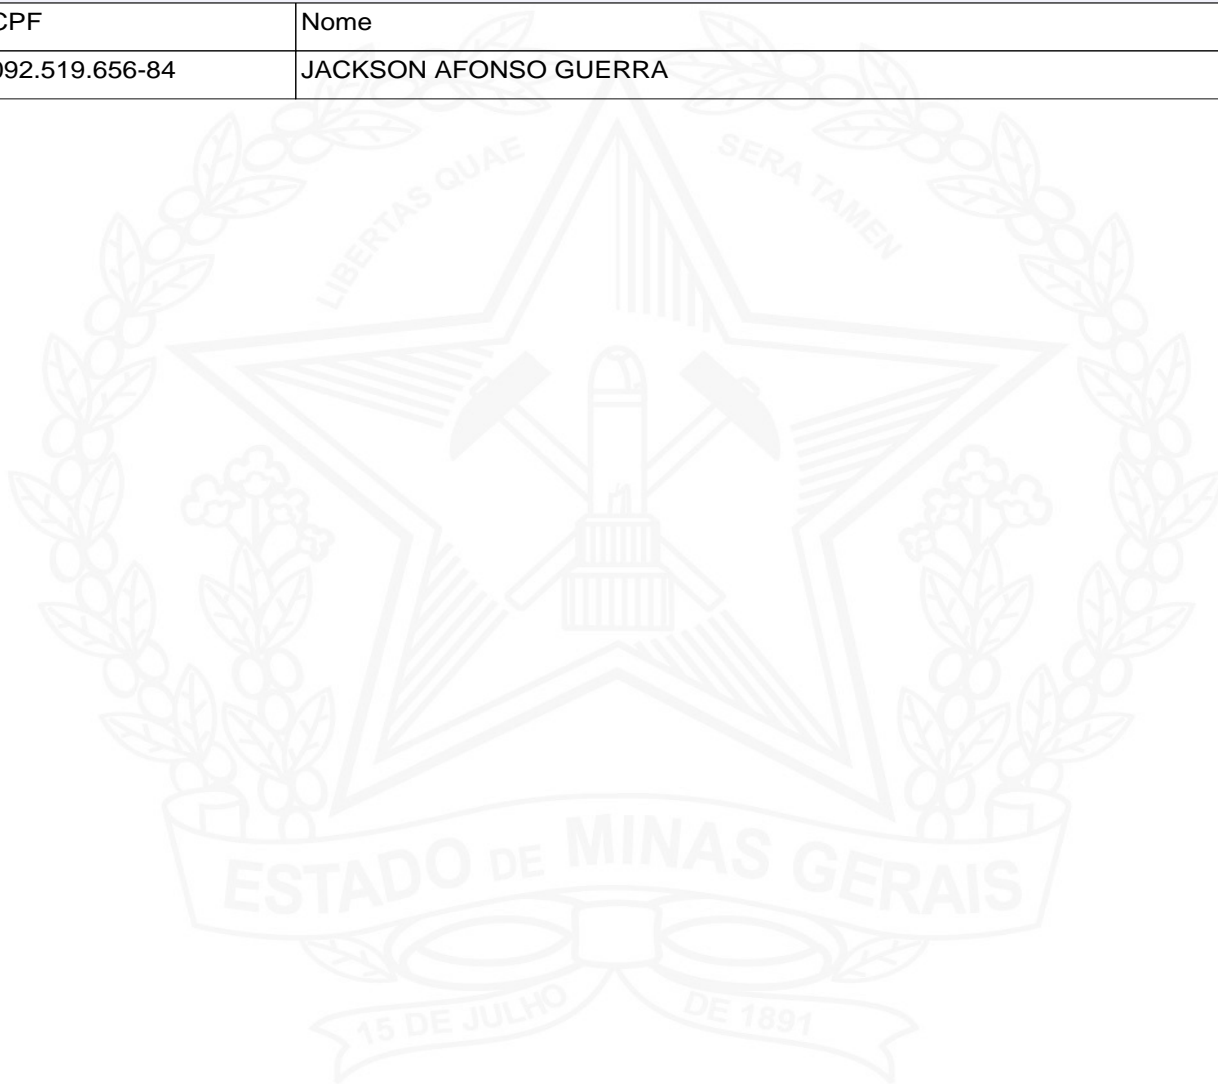 CPF Nome
092.519.656-84 JACKSON AFONSO GUERRA
LIBERTAS QUAE SERA TAMEN
ESTADO DE MINAS GERAIS
15 DE JULHO DE 1891